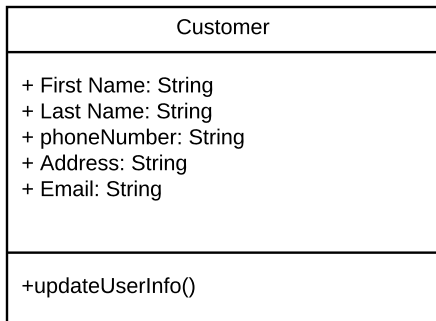 Customer
+ First Name: String
+ Last Name: String
+ phoneNumber: String
+ Address: String
+ Email: String
+updateUserInfo()